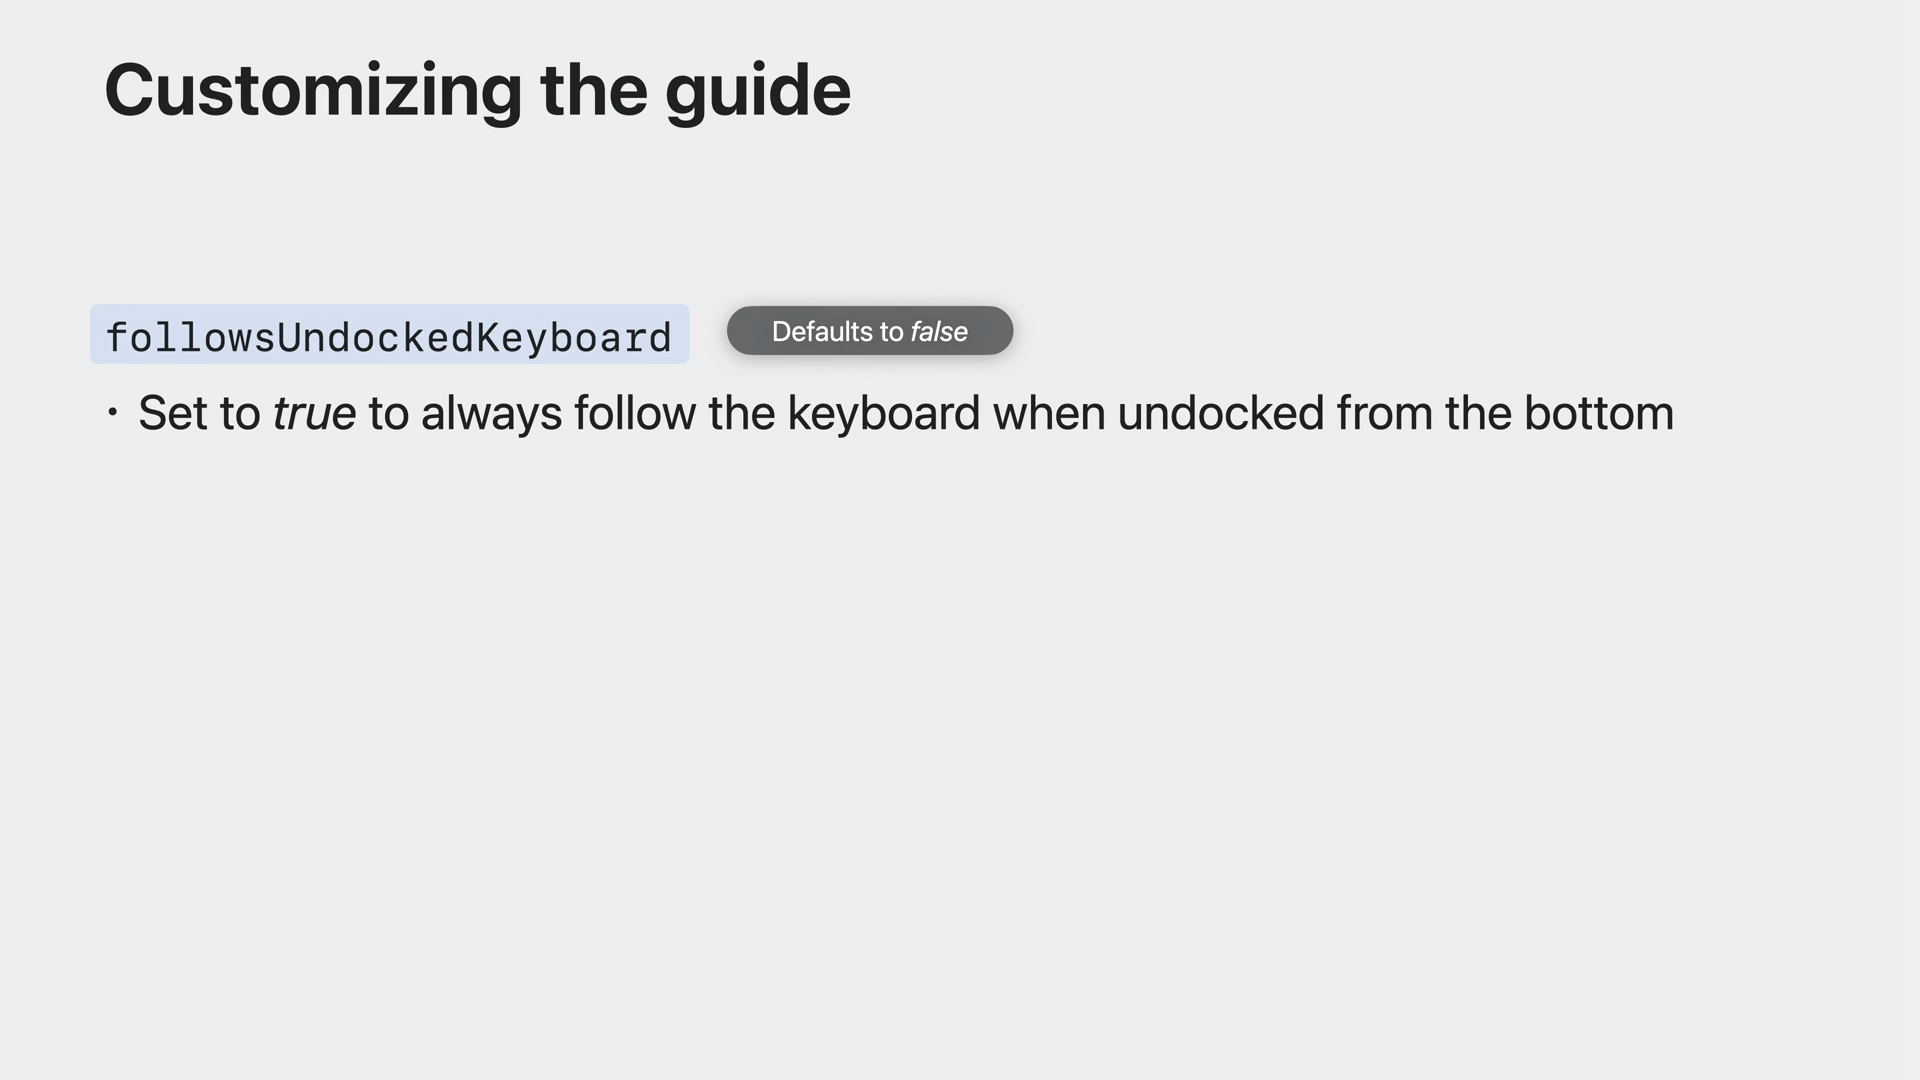 Customizing the guide
followsUndockedKeyboard Defaults to false
• Set to true to always follow the keyboard when undocked from the bottom